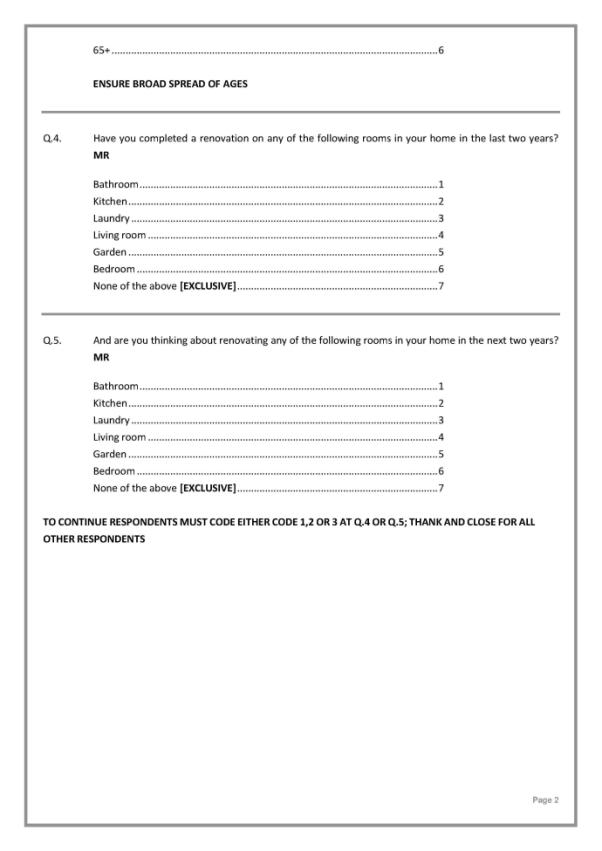 65+..........6
ENSURE BROAD SPREAD OF AGES
Q.4. Have you completed a renovation on any of the following rooms in your home in the last two years?
MR
Bathroom..........1
Kitchen..........2
Laundry..........3
Living room..........4
Garden..........5
Bedroom..........6
None of the above [EXCLUSIVE]..........7
Q.5. And are you thinking about renovating any of the following rooms in your home in the next two years?
MR
Bathroom..........1
Kitchen..........2
Laundry..........3
Living room..........4
Garden..........5
Bedroom..........6
None of the above [EXCLUSIVE]..........7
TO CONTINUE RESPONDENTS MUST CODE EITHER CODE 1,2 OR 3 AT Q.4 OR Q.5; THANK AND CLOSE FOR ALL
OTHER RESPONDENTS
Page 2